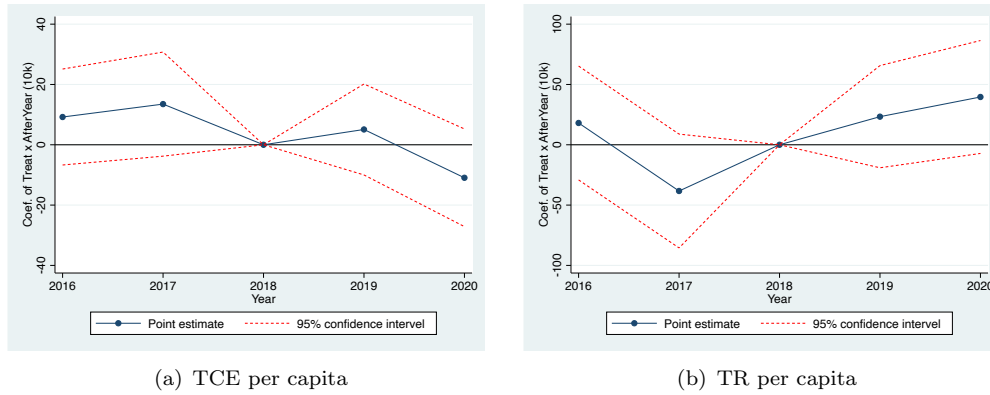 Coef. of Treat x AfterYear (10k)
40
20
0
-20
-40
2016 2017 2018 2019 2020
Year
Point estimate 95% confidence intervel
(a) TCE per capita
Coef. of Treat x AfterYear (10k)
100
50
0
-50
-100
2016 2017 2018 2019 2020
Year
Point estimate 95% confidence intervel
(b) TR per capita